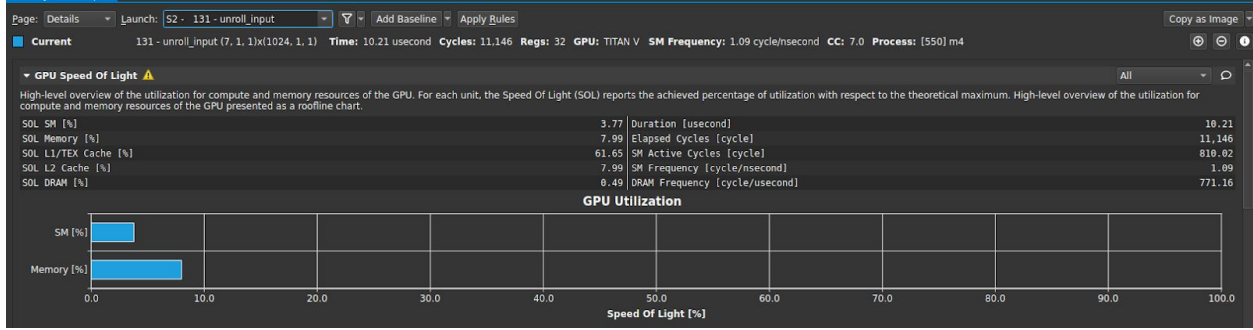 Page: Details Launch: S2 - 131 - unroll_input Add Baseline Apply Rules Copy as Image
Current 131 - unroll_input (7, 1, 1)x(1024, 1, 1) Time: 10.21 usecond Cycles: 11,146 Regs: 32 GPU: TITAN V SM Frequency: 1.09 cycle/nsecond CC: 7.0 Process: [550] m4
GPU Speed Of Light All
High-level overview of the utilization for compute and memory resources of the GPU. For each unit, the Speed Of Light (SOL) reports the achieved percentage of utilization with respect to the theoretical maximum. High-level overview of the utilization for
compute and memory resources of the GPU presented as a roofline chart.
SOL SM [%] 3.77 Duration [usecond] 10.21
SOL Memory [%] 7.99 Elapsed Cycles [cycle] 11,146
SOL L1/TEX Cache [%] 61.65 SM Active Cycles [cycle] 810.02
SOL L2 Cache [%] 7.99 SM Frequency [cycle/nsecond] 1.09
SOL DRAM [%] 0.49 DRAM Frequency [cycle/usecond] 771.16
GPU Utilization
SM [%]
Memory [%]
0.0 10.0 20.0 30.0 40.0 50.0 60.0 70.0 80.0 90.0 100.0
Speed Of Light [%]